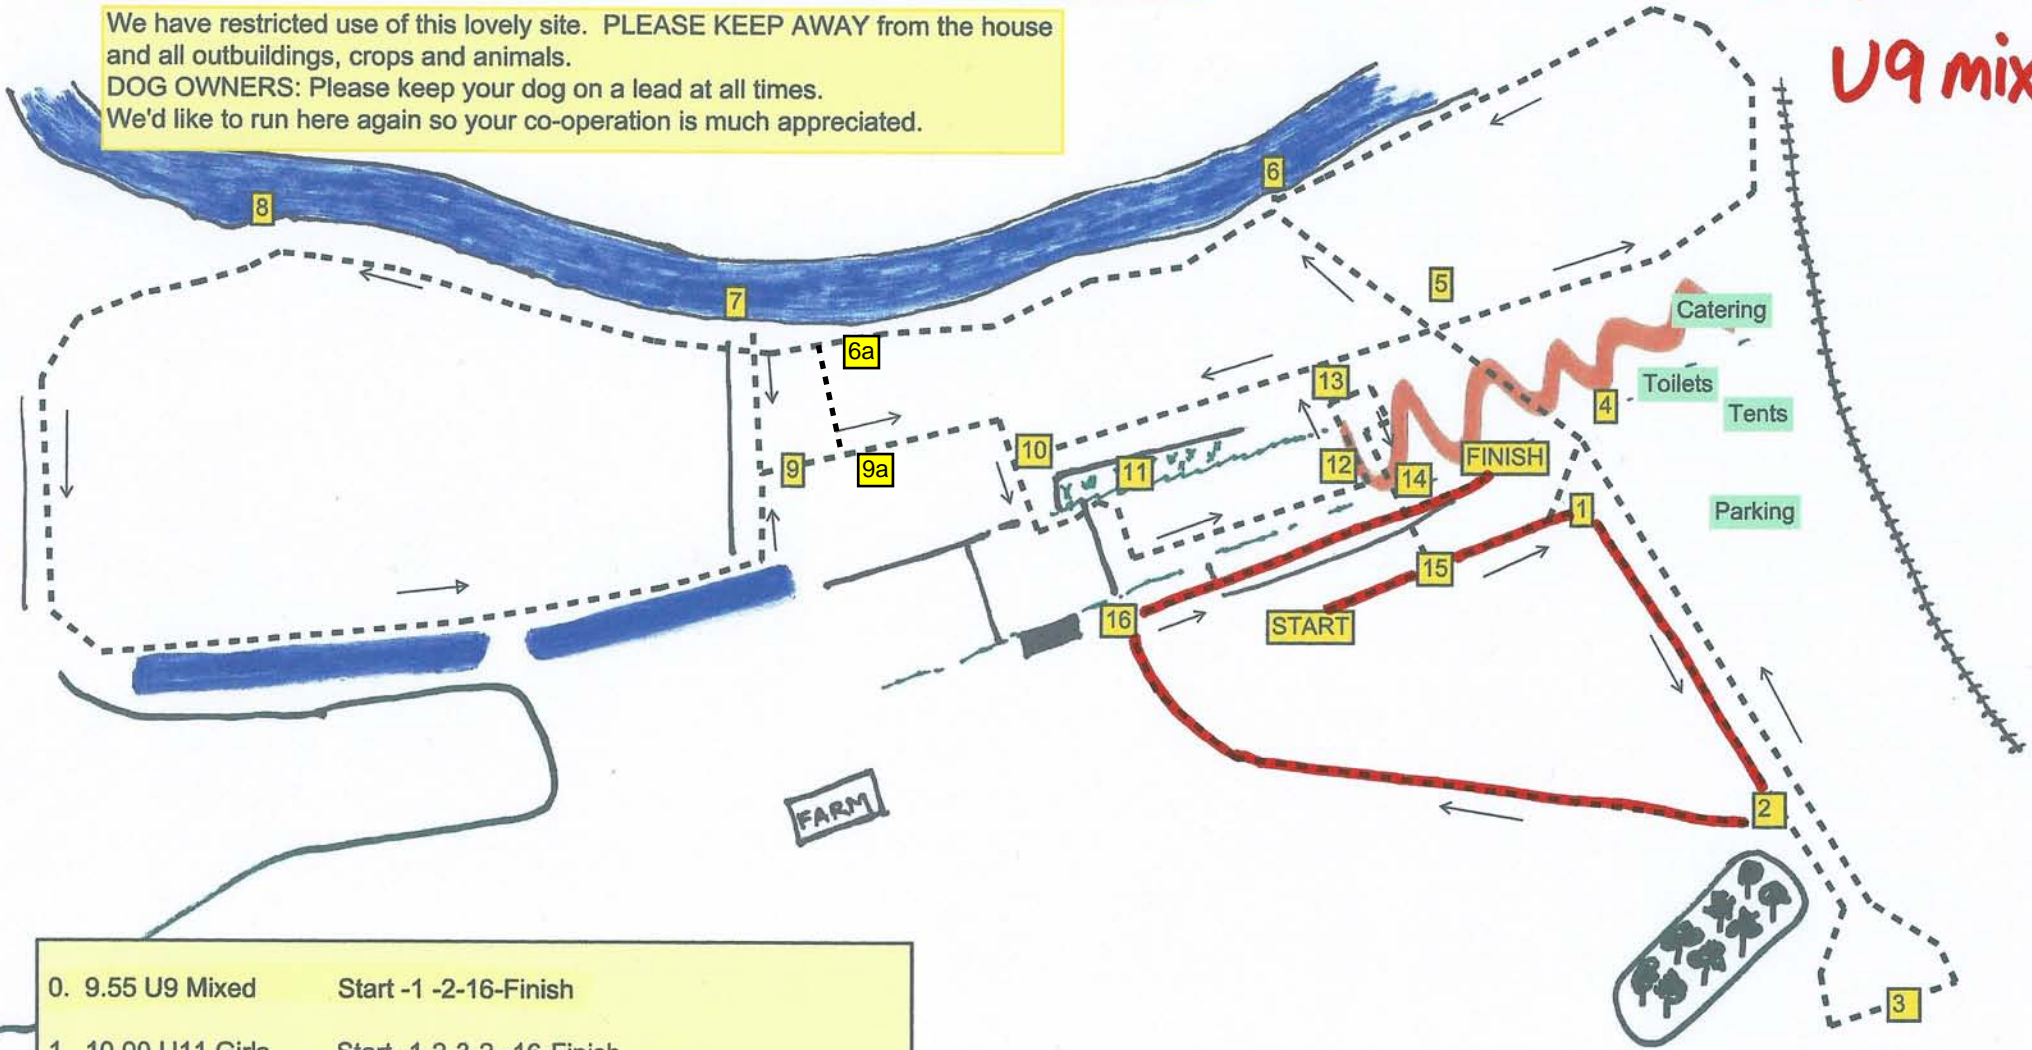 We have restricted use of this lovely site. PLEASE KEEP AWAY from the house
and all outbuildings, crops and animals.
DOG OWNERS: Please keep your dog on a lead at all times.
We'd like to run here again so your co-operation is much appreciated.
U9 mix
6
8
5
7
Catering
6a
13
Toilets
4
Tents
10
FINISH
9
9a
11
12
14
1
Parking
15
16
START
2
FARM
3
0. 9.55 U9 Mixed Start -1 -2-16-Finish